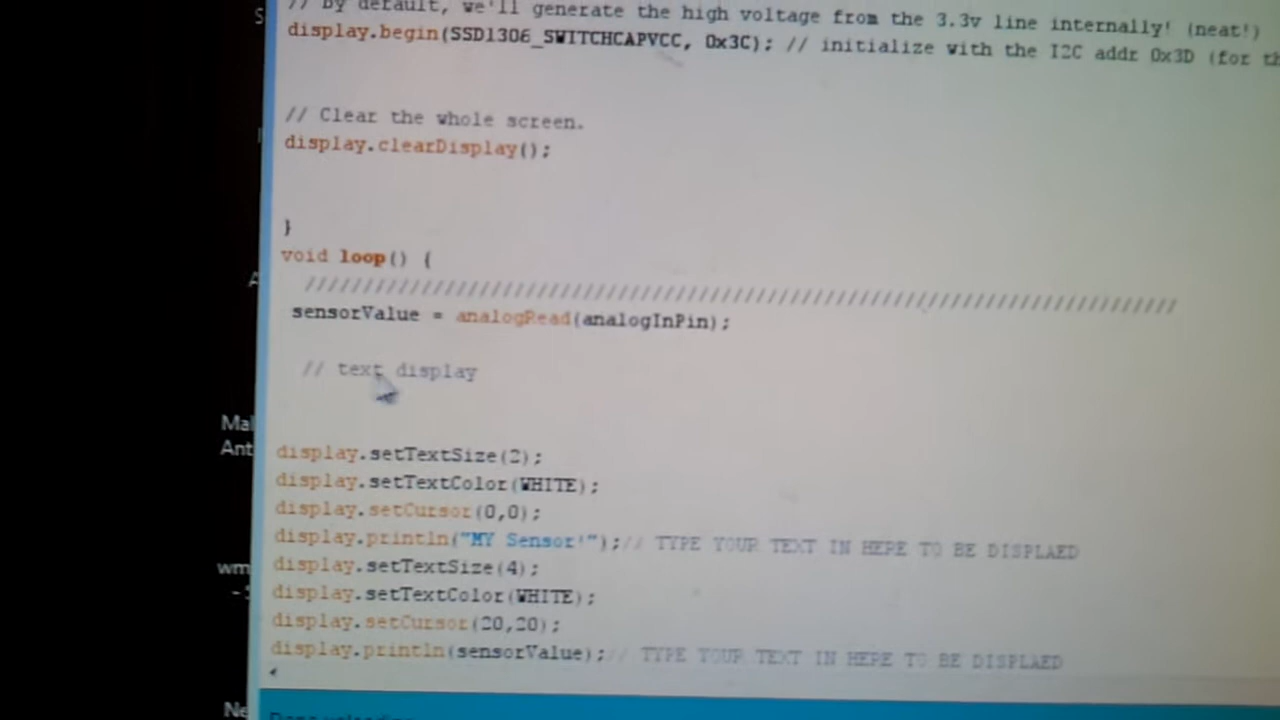 // By default, we'll generate the high voltage from the 3.3v line internally! (neat!)
display.begin(SSD1306_SWITCHCAPVCC, 0x3C); // initialize with the I2C addr 0x3D (for
// Clear the whole screen.
display.clearDisplay();
}
void loop() {
//////////////////////////////////////////////////////////////////////////
sensorValue = analogRead(analogInPin);
// text display
display.setTextSize(2);
display.setTextColor(WHITE);
display.setCursor(0,0);
display.println("MY Sensor!");// TYPE YOUR TEXT IN HERE TO BE DISPLAED
display.setTextSize(4);
display.setTextColor(WHITE);
display.setCursor(20,20);
display.println(sensorValue);// TYPE YOUR TEXT IN HERE TO BE DISPLAED